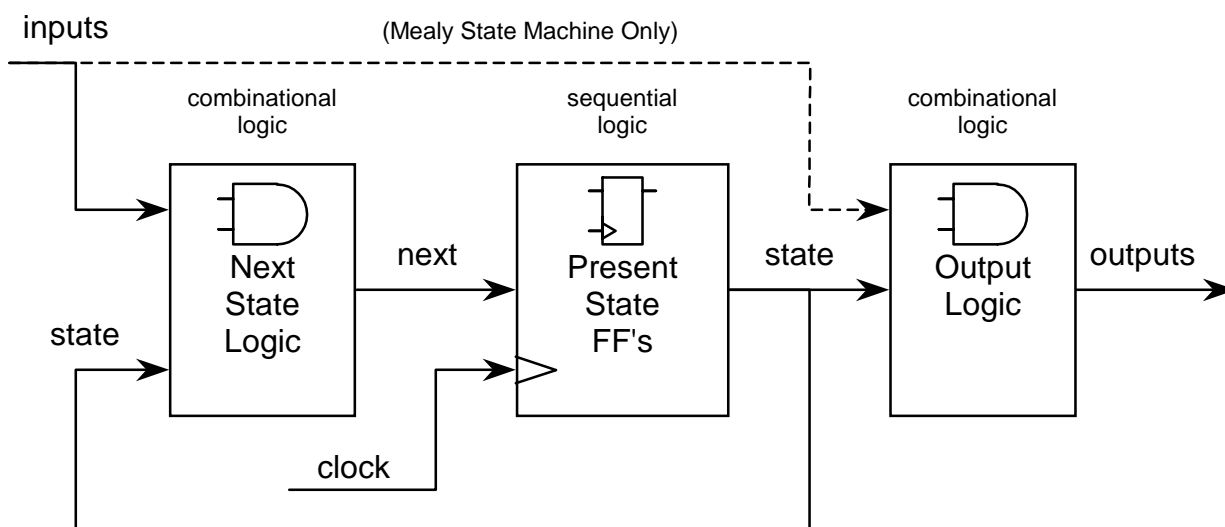 inputs
(Mealy State Machine Only)
combinational
logic
sequential
logic
combinational
logic
Next
State
Logic
next
Present
State
FF's
state
Output
Logic
outputs
state
clock